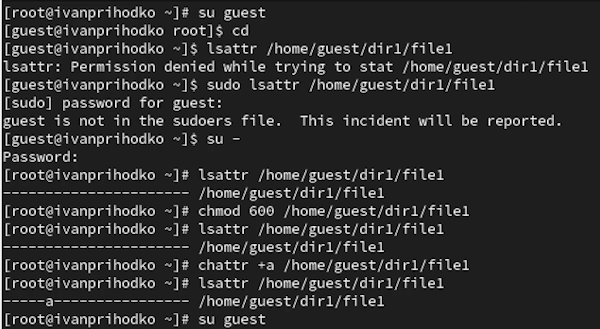 [root@ivanprihodko ~]# su guest
[guest@ivanprihodko root]$ cd
[guest@ivanprihodko ~]$ lsattr /home/guest/dir1/file1
lsattr: Permission denied while trying to stat /home/guest/dir1/file1
[guest@ivanprihodko ~]$ sudo lsattr /home/guest/dir1/file1
[sudo] password for guest:
guest is not in the sudoers file.  This incident will be reported.
[guest@ivanprihodko ~]$ su -
Password:
[root@ivanprihodko ~]# lsattr /home/guest/dir1/file1
---------------------- /home/guest/dir1/file1
[root@ivanprihodko ~]# chmod 600 /home/guest/dir1/file1
[root@ivanprihodko ~]# lsattr /home/guest/dir1/file1
---------------------- /home/guest/dir1/file1
[root@ivanprihodko ~]# chattr +a /home/guest/dir1/file1
[root@ivanprihodko ~]# lsattr /home/guest/dir1/file1
-----a---------------- /home/guest/dir1/file1
[root@ivanprihodko ~]# su guest